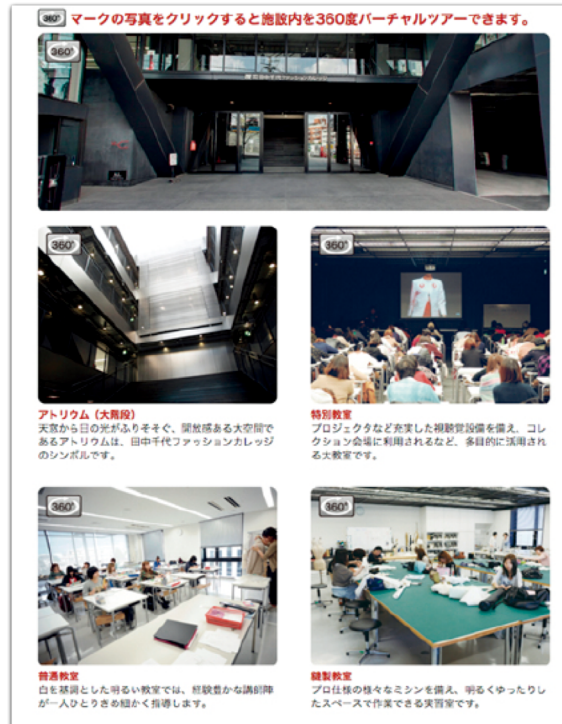 360° マークの写真をクリックすると施設内を360度バーチャルツアーできます。
360°
360°
360°
アトリウム（大階段）
天窓から日の光がふりそそぐ、開放感ある大空間で
あるアトリウムは、田中千代ファッションカレッジ
のシンボルです。
特別教室
プロジェクタなど充実した視聴覚設備を備え、コレ
クション会場に利用されるなど、多目的に活用され
る大教室です。
360°
360°
普通教室
白を基調とした明るい教室では、経験豊かな講師陣
が一人ひとりきめ細かく指導します。
縫製教室
プロ仕様の様々なミシンを備え、明るくゆったりし
たスペースで作業できる実習室です。